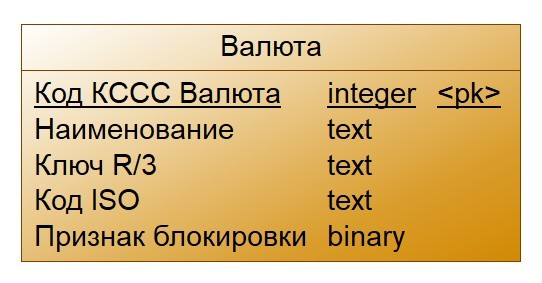 Валюта
Код КССС Валюта integer <pk>
Наименование text
Ключ R/3 text
Код ISO text
Признак блокировки binary